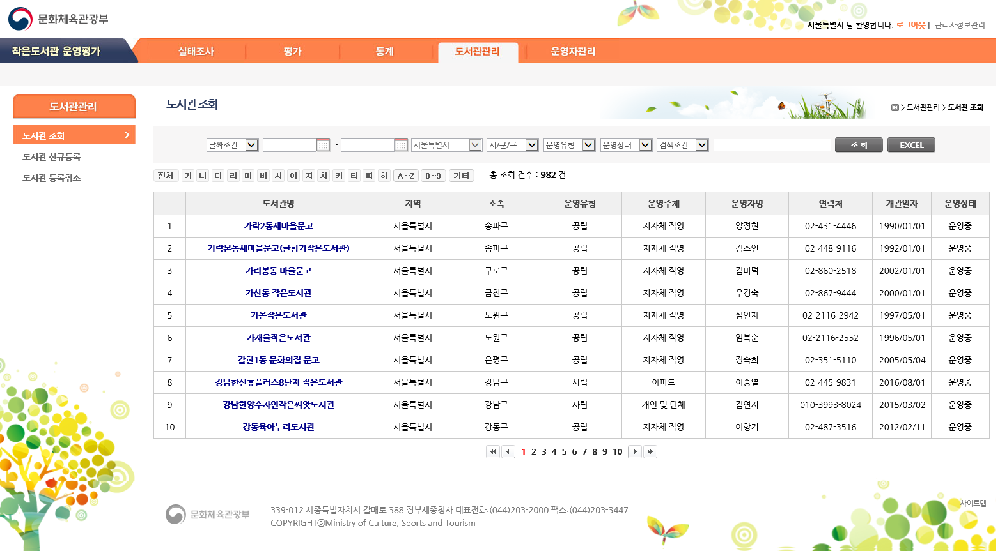 문화체육관광부
서울특별시 님 환영합니다. 로그아웃 | 관리자정보관리
작은도서관 운영평가 실태조사 평가 통계 도서관관리 운영자관리
도서관관리
도서관 조회
도서관 신규등록
도서관 등록취소
도서관 조회
H > 도서관관리 > 도서관 조회
날짜조건 ~ 서울특별시 시/군/구 운영유형 운영상태 검색조건 조 회 EXCEL
전체 가 나 다 라 마 바 사 아 자 차 카 타 파 하 A~Z 0~9 기타 총 조회 건수 : 982 건
도서관명 지역 소속 운영유형 운영주체 운영자명 연락처 개관일자 운영상태
1 가락2동새마을문고 서울특별시 송파구 공립 지자체 직영 양정현 02-431-4446 1990/01/01 운영중
2 가락본동새마을문고(글향기작은도서관) 서울특별시 송파구 공립 지자체 직영 김소연 02-448-9116 1992/01/01 운영중
3 가리봉동 마을문고 서울특별시 구로구 공립 지자체 직영 김미덕 02-860-2518 2002/01/01 운영중
4 가산동 작은도서관 서울특별시 금천구 공립 지자체 직영 우경숙 02-867-9444 2000/01/01 운영중
5 가온작은도서관 서울특별시 노원구 공립 지자체 직영 심인자 02-2116-2942 1997/05/01 운영중
6 가재울작은도서관 서울특별시 노원구 공립 지자체 직영 임복순 02-2116-2552 1996/05/01 운영중
7 갈현1동 문화의집 문고 서울특별시 은평구 공립 지자체 직영 정숙희 02-351-5110 2005/05/04 운영중
8 강남한신휴플러스8단지 작은도서관 서울특별시 강남구 사립 아파트 이승열 02-445-9831 2016/08/01 운영중
9 강남한양수자인작은씨앗도서관 서울특별시 강남구 사립 개인 및 단체 김연지 010-3993-8024 2015/03/02 운영중
10 강동육아누리도서관 서울특별시 강동구 공립 지자체 직영 이항기 02-487-3516 2012/02/11 운영중
1 2 3 4 5 6 7 8 9 10
사이트맵
문화체육관광부
339-012 세종특별자치시 갈매로 388 정부세종청사 대표전화:(044)203-2000 팩스:(044)203-3447
COPYRIGHTⓒMinistry of Culture, Sports and Tourism